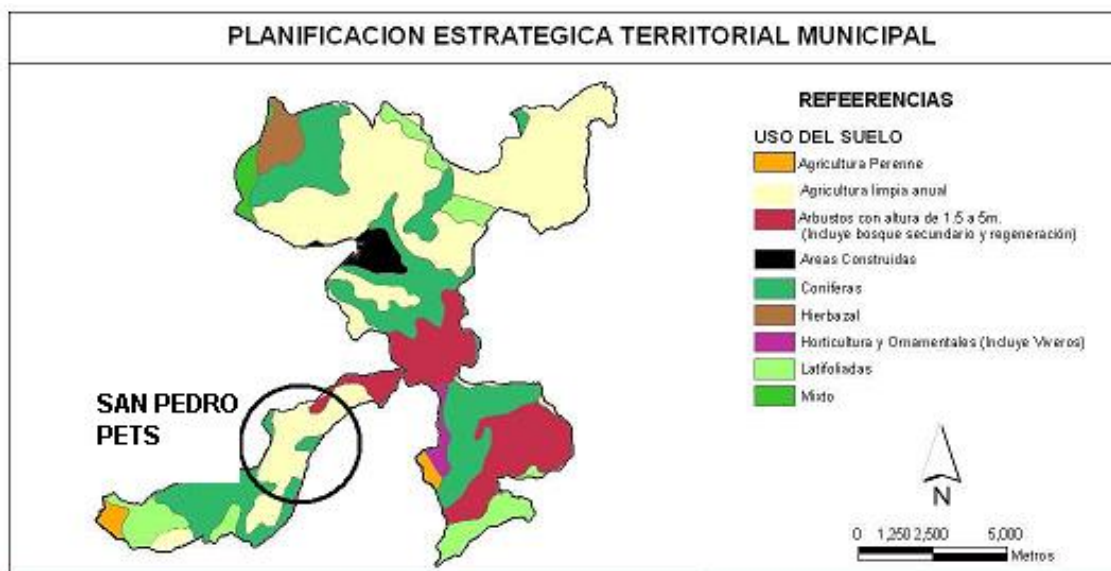 PLANIFICACION ESTRATEGICA TERRITORIAL MUNICIPAL
REFEERENCIAS
USO DEL SUELO
Agricultura Perenne
Agricultura limpia anual
Arbustos con altura de 1.5 a 5m.
(Incluye bosque secundario y regeneración)
Areas Construidas
Coniferas
Hierbazal
Horticultura y Ornamentales (Incluye Viveros)
Latifoliadas
Mixto
SAN PEDRO
PETS
N
0 1,250 2,500 5,000
Metros